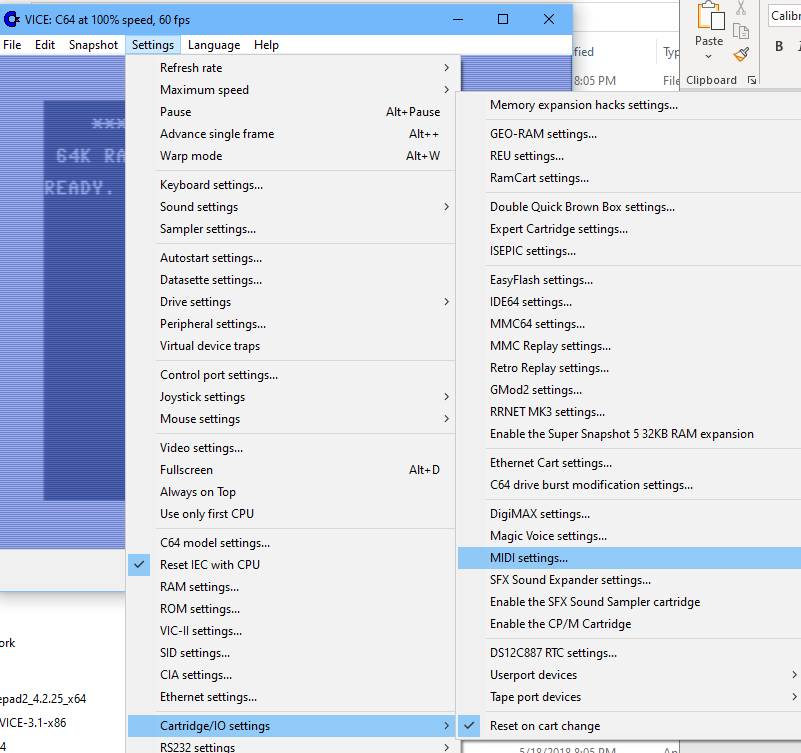 VICE: C64 at 100% speed, 60 fps
File Edit Snapshot Settings Language Help
***
64K RA
READY.
Refresh rate
Maximum speed
Pause Alt+Pause
Advance single frame Alt++
Warp mode Alt+W
Keyboard settings...
Sound settings
Sampler settings...
Autostart settings...
Datasette settings...
Drive settings
Peripheral settings...
Virtual device traps
Control port settings...
Joystick settings
Mouse settings
Video settings...
Fullscreen Alt+D
Always on Top
Use only first CPU
C64 model settings...
Reset IEC with CPU
RAM settings...
ROM settings...
VIC-II settings...
SID settings...
CIA settings...
Ethernet settings...
Cartridge/IO settings
RS232 settings
Memory expansion hacks settings...
GEO-RAM settings...
REU settings...
RamCart settings...
Double Quick Brown Box settings...
Expert Cartridge settings...
ISEPIC settings...
EasyFlash settings...
IDE64 settings...
MMC64 settings...
MMC Replay settings...
Retro Replay settings...
GMod2 settings...
RRNET MK3 settings...
Enable the Super Snapshot 5 32KB RAM expansion
Ethernet Cart settings...
C64 drive burst modification settings...
DigiMAX settings...
Magic Voice settings...
MIDI settings...
SFX Sound Expander settings...
Enable the SFX Sound Sampler cartridge
Enable the CP/M Cartridge
DS12C887 RTC settings...
Userport devices
Tape port devices
Reset on cart change
ified Typ
8:05 PM File
Paste
Clipboard
Calibr
B I
ork
epad2_4.2.25_x64
VICE-3.1-x86
4
5/18/2018 8:05 PM